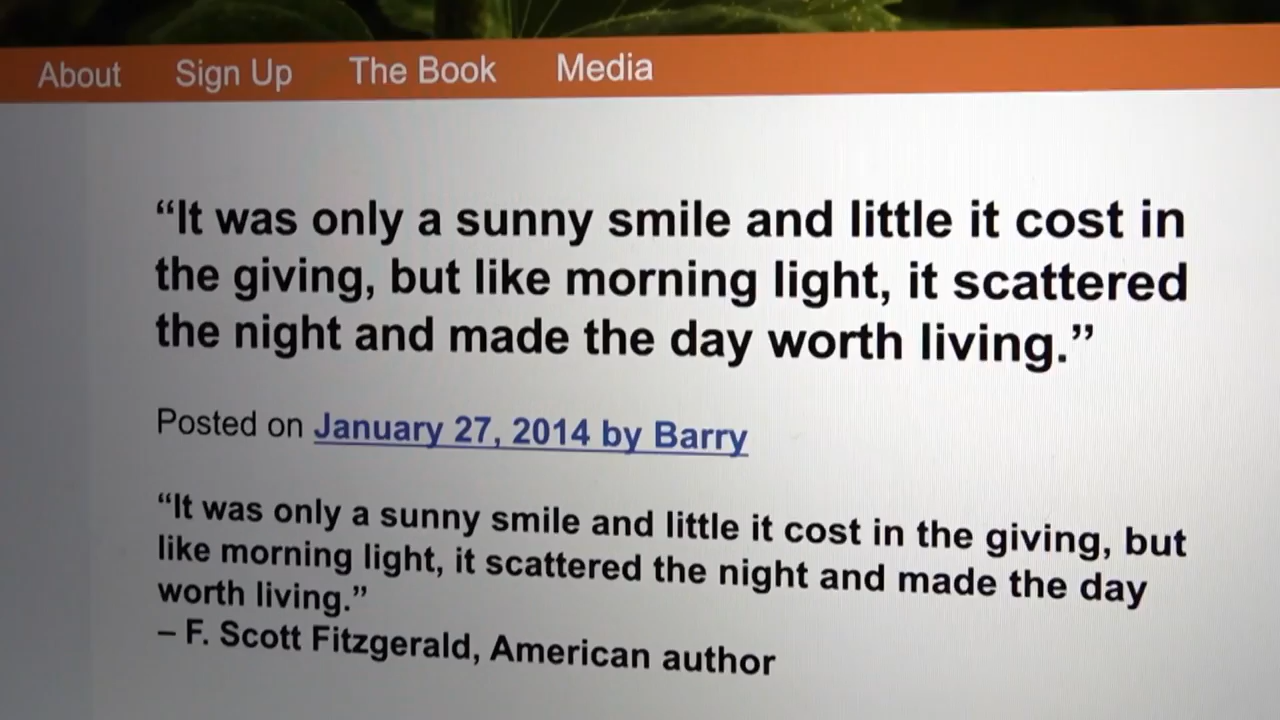 About Sign Up The Book Media
“It was only a sunny smile and little it cost in
the giving, but like morning light, it scattered
the night and made the day worth living.”
Posted on January 27, 2014 by Barry
“It was only a sunny smile and little it cost in the giving, but
like morning light, it scattered the night and made the day
worth living.”
– F. Scott Fitzgerald, American author